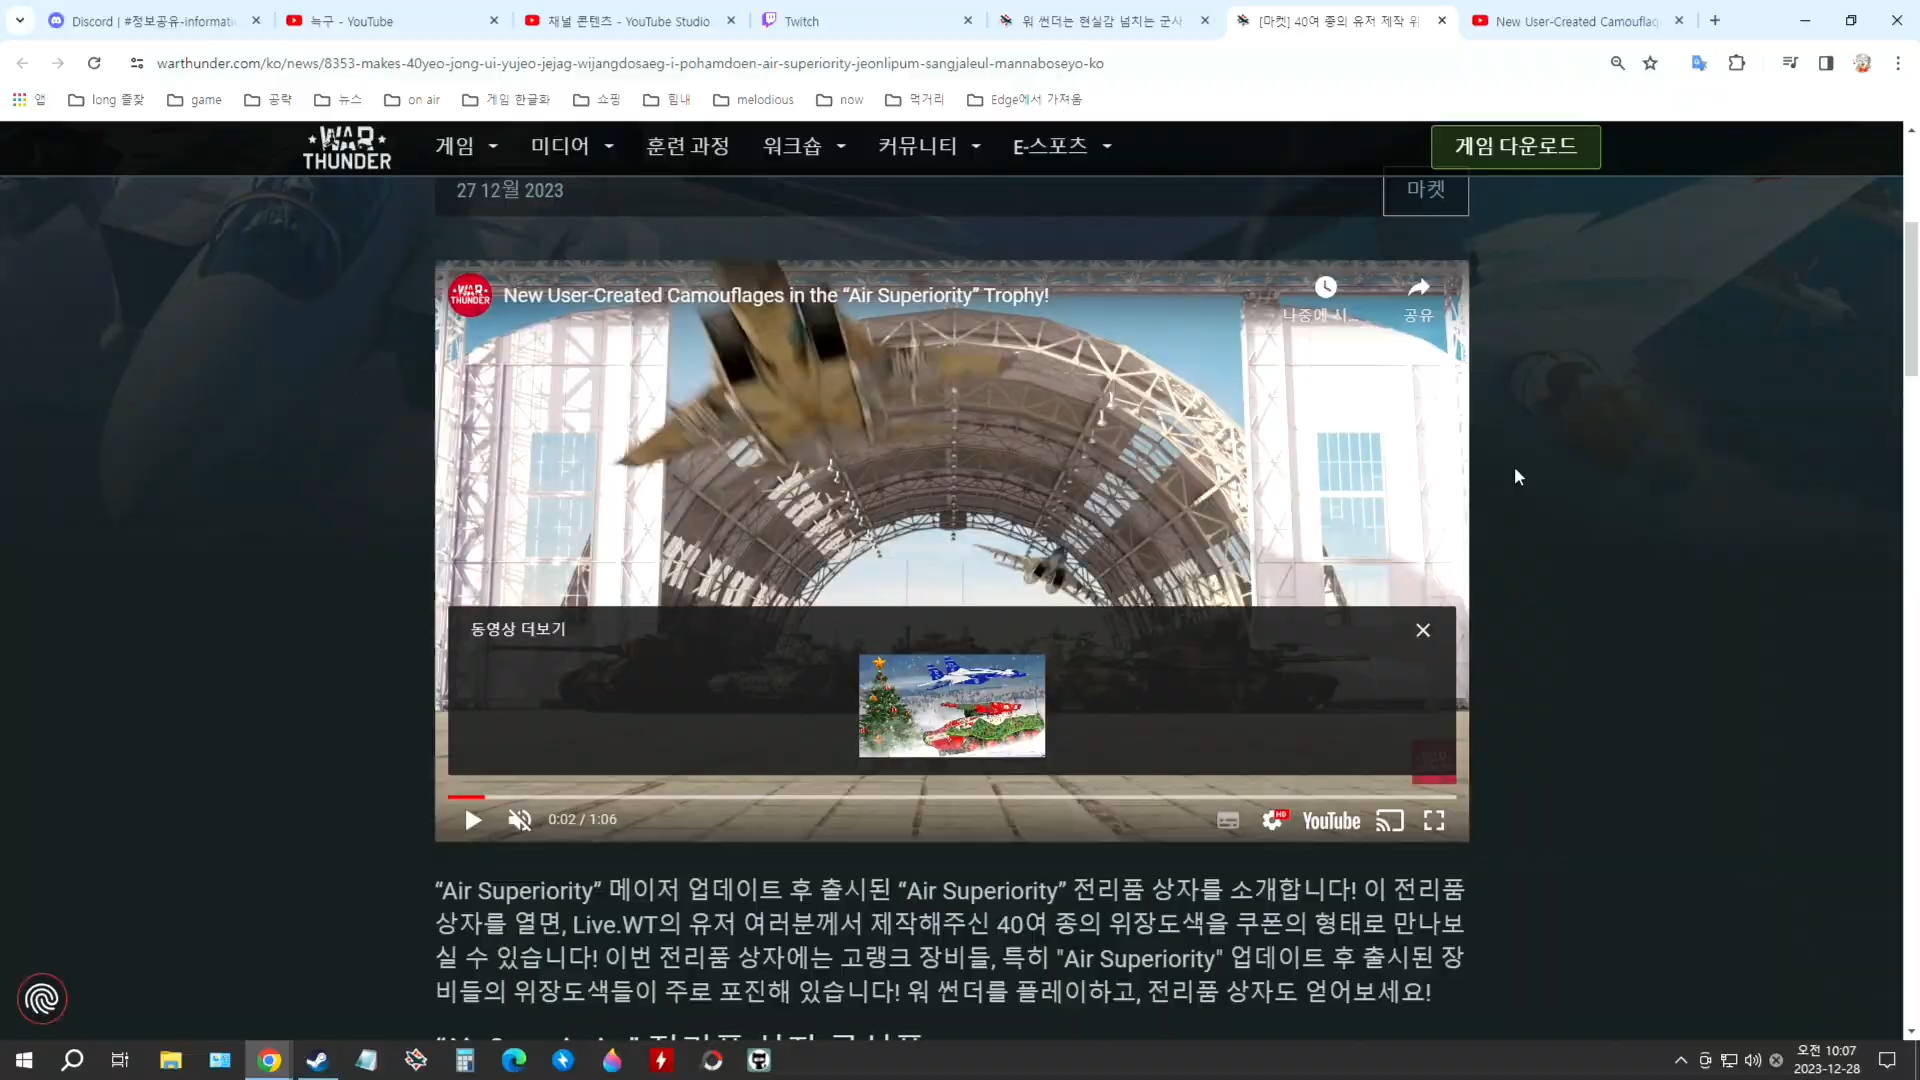 Discord | #정보공유-informati
늑구 - YouTube
채널 콘텐츠 - YouTube Studio
Twitch
워 썬더는 현실감 넘치는 군사
[마켓] 40여 종의 유저 제작 위
New User-Created Camouflag
warthunder.com/ko/news/8353-makes-40yeo-jong-ui-yujeo-jejag-wijangdosaeg-i-pohamdoen-air-superiority-jeonlipum-sangjaleul-mannaboseyo-ko
앱
long 즐찾
game
공략
뉴스
on air
게임 한글화
쇼핑
힘내
melodious
now
먹거리
Edge에서 가져옴
WAR THUNDER
게임
미디어
훈련 과정
워크숍
커뮤니티
E-스포츠
게임 다운로드
27 12월 2023
마켓
WAR THUNDER
New User-Created Camouflages in the “Air Superiority” Trophy!
나중에 시...
공유
동영상 더보기
0:02 / 1:06
HD
YouTube
“Air Superiority” 메이저 업데이트 후 출시된 “Air Superiority” 전리품 상자를 소개합니다! 이 전리품
상자를 열면, Live.WT의 유저 여러분께서 제작해주신 40여 종의 위장도색을 쿠폰의 형태로 만나보
실 수 있습니다! 이번 전리품 상자에는 고랭크 장비들, 특히 "Air Superiority" 업데이트 후 출시된 장
비들의 위장도색들이 주로 포진해 있습니다! 워 썬더를 플레이하고, 전리품 상자도 얻어보세요!
오전 10:07
2023-12-28